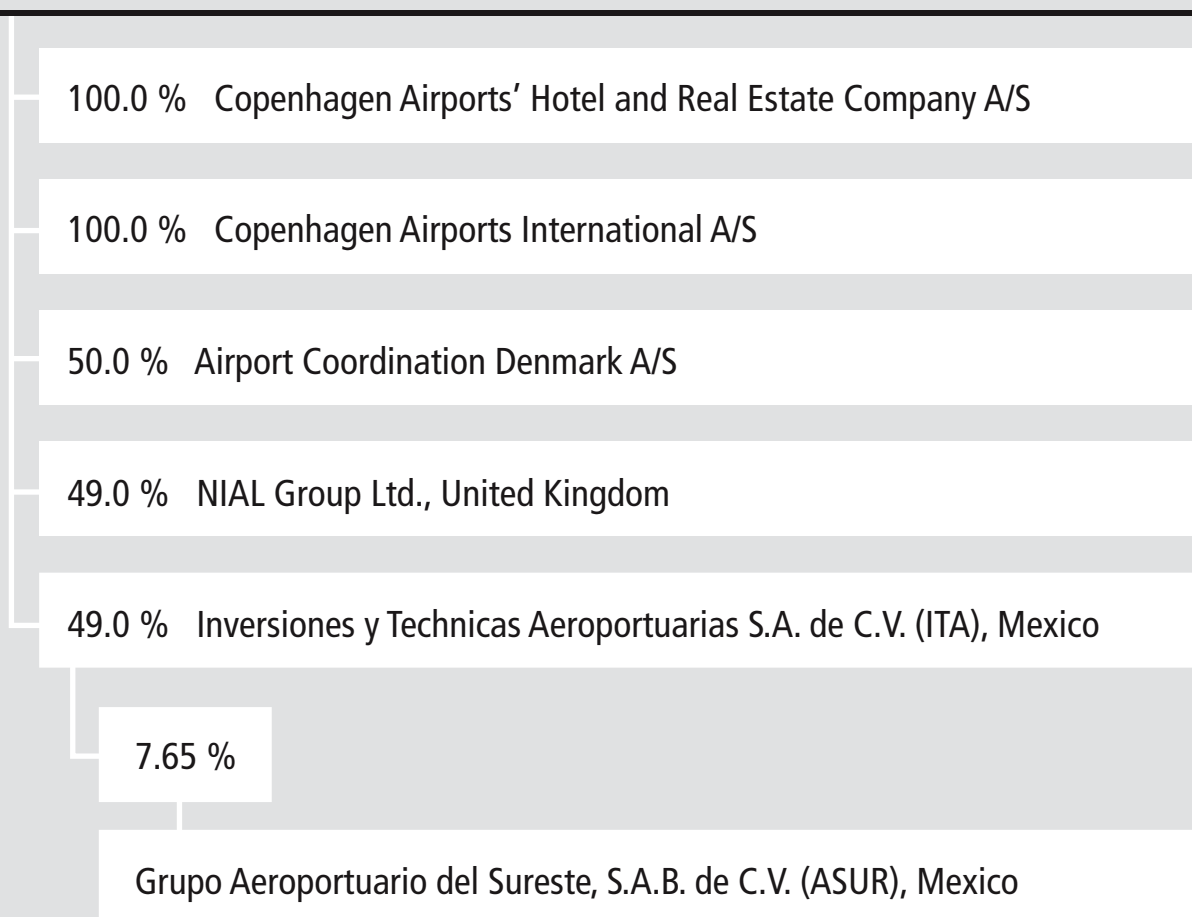 100.0 % Copenhagen Airports’ Hotel and Real Estate Company A/S
100.0 % Copenhagen Airports International A/S
50.0 % Airport Coordination Denmark A/S
49.0 % NIAL Group Ltd., United Kingdom
49.0 % Inversiones y Technicas Aeroportuarias S.A. de C.V. (ITA), Mexico
7.65 %
Grupo Aeroportuario del Sureste, S.A.B. de C.V. (ASUR), Mexico